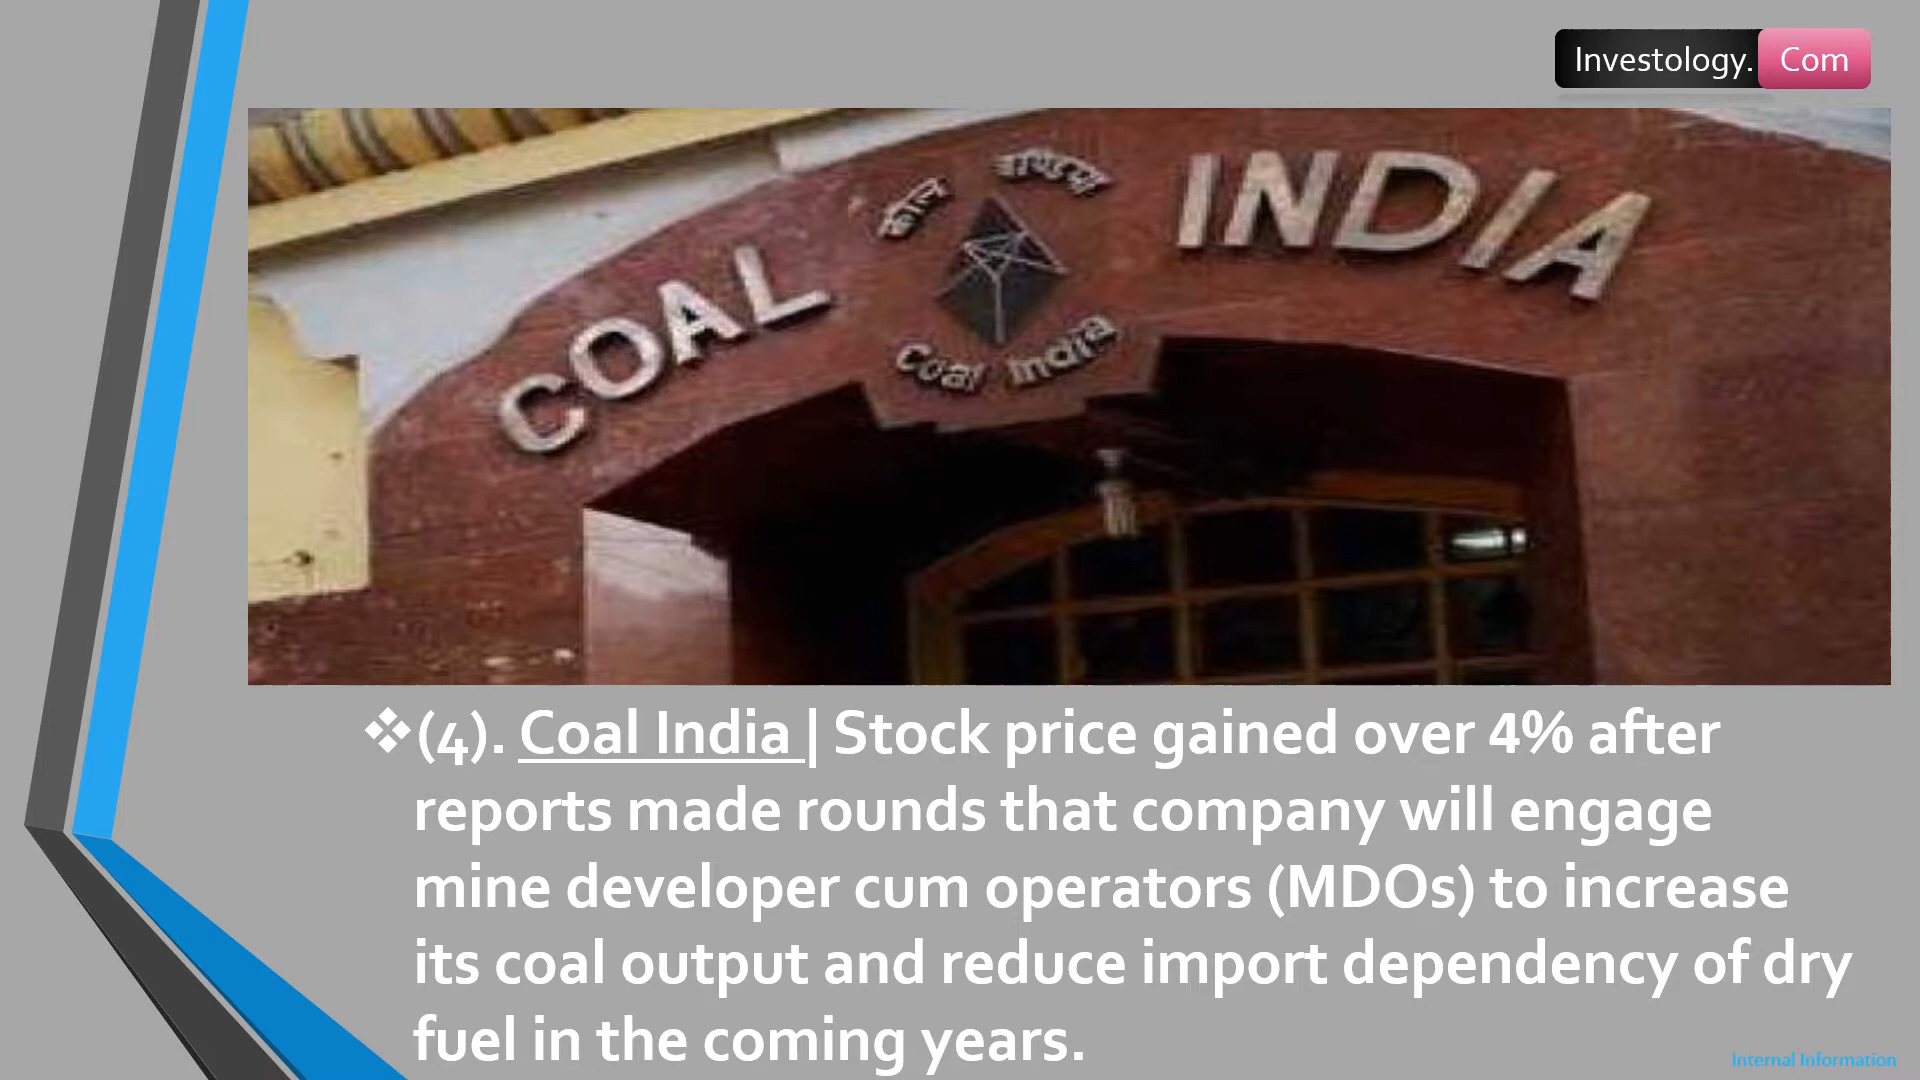 Investology. Com
कोल इण्डिया
COAL INDIA
Coal India
❖(4). Coal India | Stock price gained over 4% after
reports made rounds that company will engage
mine developer cum operators (MDOs) to increase
its coal output and reduce import dependency of dry
fuel in the coming years.
Internal Information